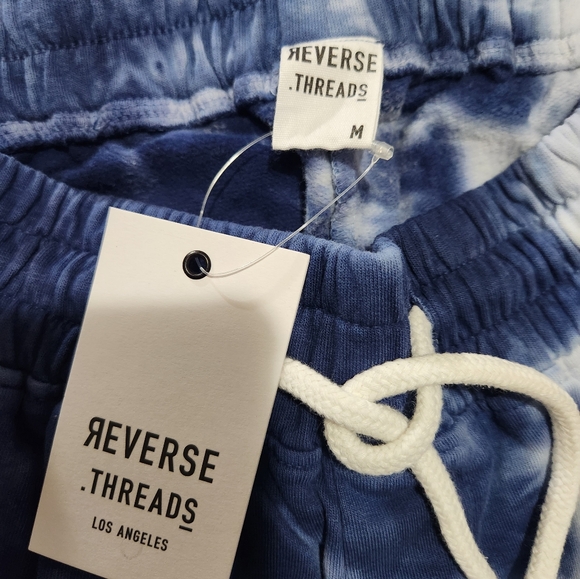 ЯEVERSE
.THREADS
M
ЯEVERSE
.THREADS
LOS ANGELES